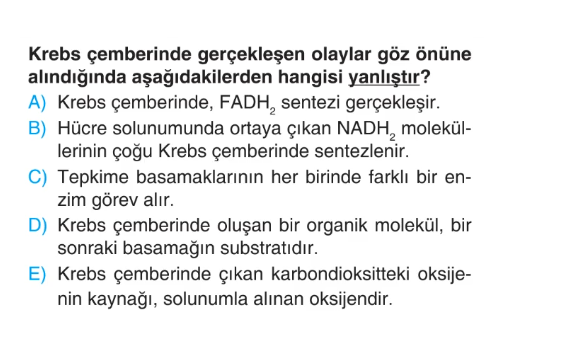 Krebs çemberinde gerçekleşen olaylar göz önüne
alındığında aşağıdakilerden hangisi yanlıştır?
A) Krebs çemberinde, FADH₂ sentezi gerçekleşir.
B) Hücre solunumunda ortaya çıkan NADH₂ molekül-
lerinin çoğu Krebs çemberinde sentezlenir.
C) Tepkime basamaklarının her birinde farklı bir en-
zim görev alır.
D) Krebs çemberinde oluşan bir organik molekül, bir
sonraki basamağın substratıdır.
E) Krebs çemberinde çıkan karbondioksitteki oksije-
nin kaynağı, solunumla alınan oksijendir.